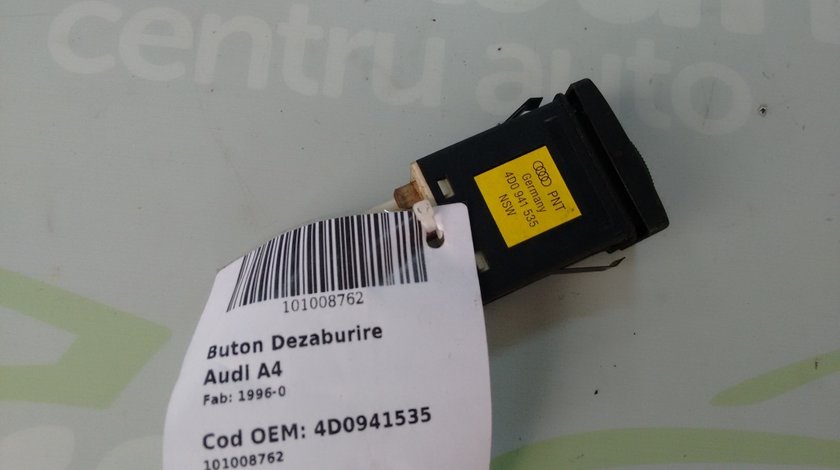 centru auto
PNT
Germany
4D0 941 535
NSW
101008762
Buton Dezaburire
Audi A4
Fab: 1996-0
Cod OEM: 4D0941535
101008762